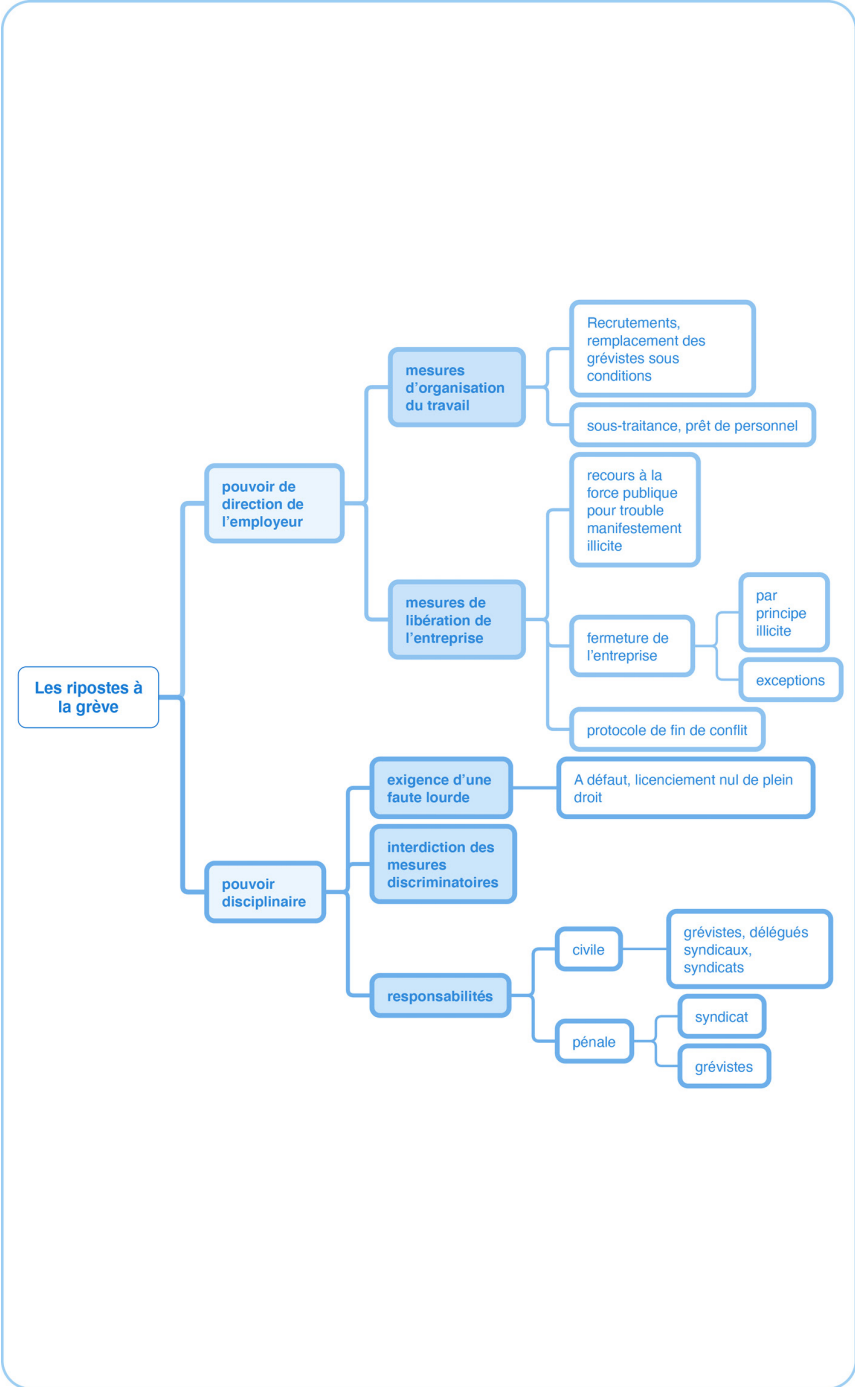 Les ripostes à
la grève
pouvoir de
direction de
l'employeur
mesures
d'organisation
du travail
Recrutements,
remplacement des
grévistes sous
conditions
sous-traitance, prêt de personnel
mesures de
libération de
l'entreprise
recours à la
force publique
pour trouble
manifestement
illicite
fermeture de
l'entreprise
par
principe
illicite
exceptions
protocole de fin de conflit
pouvoir
disciplinaire
exigence d'une
faute lourde
A défaut, licenciement nul de plein
droit
interdiction des
mesures
discriminatoires
responsabilités
civile
grévistes, délégués
syndicaux,
syndicats
pénale
syndicat
grévistes